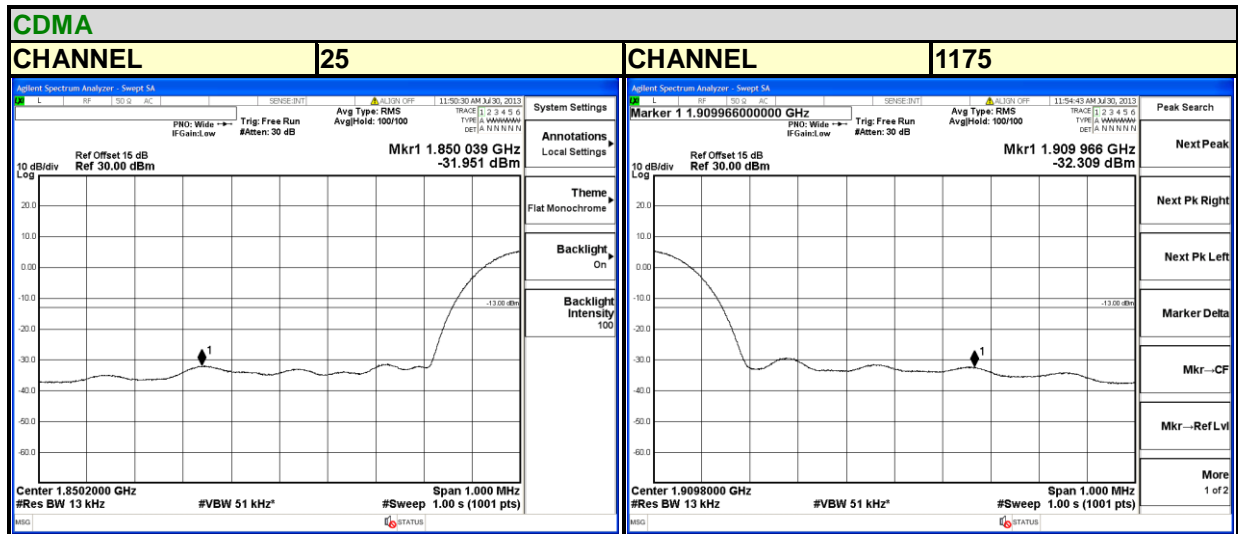 CDMA
CHANNEL 25 CHANNEL 1175
Agilent Spectrum Analyzer - Swept SA
L RF 50 Ω AC SENSE:INT ALIGN OFF 11:50:30 AM Jul 30, 2013
PNO: Wide Trig: Free Run Avg Type: RMS TRACE 1 2 3 4 5 6
IFGain:Low #Atten: 30 dB Avg|Hold: 100/100 TYPE A WWWWW
DET A N N N N N
Mkr1 1.850 039 GHz
-31.951 dBm
Ref Offset 15 dB
10 dB/div Ref 30.00 dBm
Log
20.0
10.0
0.00
-10.0
-13.00 dBm
-20.0
-30.0
1
-40.0
-50.0
-60.0
Center 1.8502000 GHz Span 1.000 MHz
#Res BW 13 kHz #VBW 51 kHz* #Sweep 1.00 s (1001 pts)
MSG STATUS
System Settings
Annotations
Local Settings
Theme
Flat Monochrome
Backlight
On
Backlight
Intensity
100
Agilent Spectrum Analyzer - Swept SA
L RF 50 Ω AC SENSE:INT ALIGN OFF 11:54:43 AM Jul 30, 2013
Marker 1 1.909966000000 GHz
PNO: Wide Trig: Free Run Avg Type: RMS TRACE 1 2 3 4 5 6
IFGain:Low #Atten: 30 dB Avg|Hold: 100/100 TYPE A WWWWW
DET A N N N N N
Mkr1 1.909 966 GHz
-32.309 dBm
Ref Offset 15 dB
10 dB/div Ref 30.00 dBm
Log
20.0
10.0
0.00
-10.0
-13.00 dBm
-20.0
-30.0
1
-40.0
-50.0
-60.0
Center 1.9098000 GHz Span 1.000 MHz
#Res BW 13 kHz #VBW 51 kHz* #Sweep 1.00 s (1001 pts)
MSG STATUS
Peak Search
Next Peak
Next Pk Right
Next Pk Left
Marker Delta
Mkr→CF
Mkr→Ref Lvl
More
1 of 2